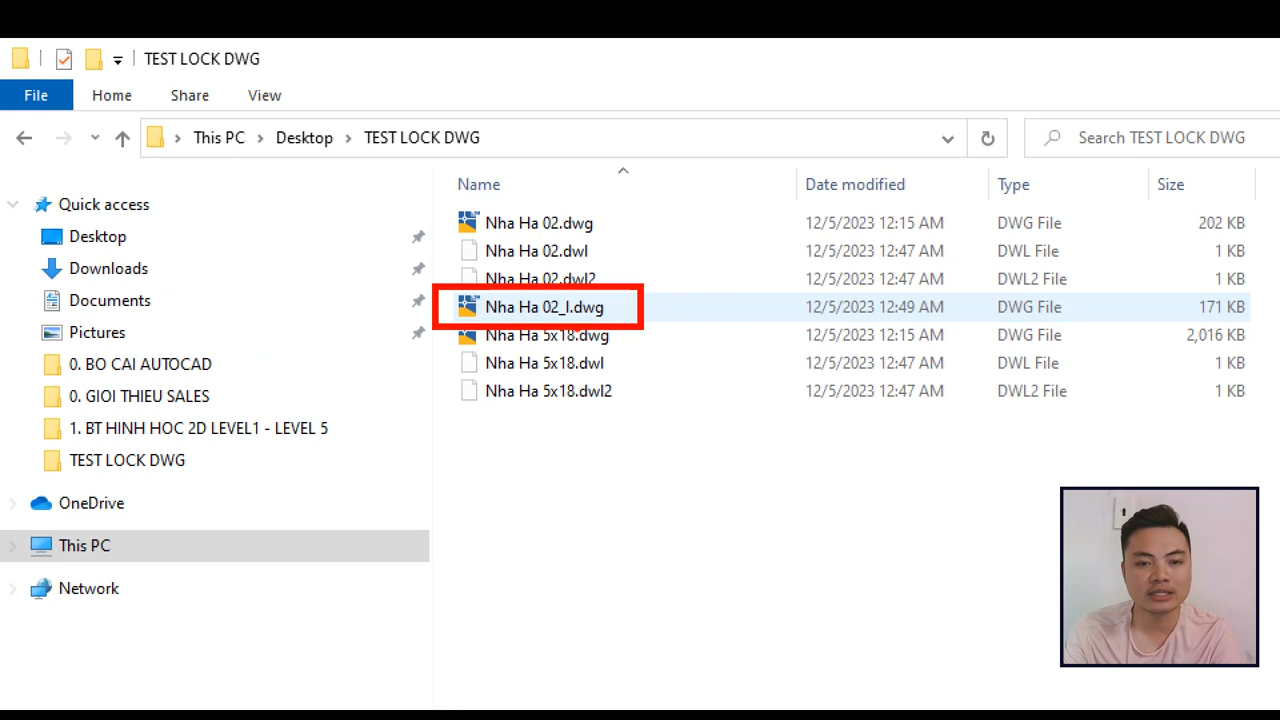 TEST LOCK DWG
File Home Share View
This PC Desktop TEST LOCK DWG Search TEST LOCK DWG
Name Date modified Type Size
Quick access
Desktop
Downloads
Documents
Pictures
0. BO CAI AUTOCAD
0. GIOI THIEU SALES
1. BT HINH HOC 2D LEVEL1 - LEVEL 5
TEST LOCK DWG
OneDrive
This PC
Network
Nha Ha 02.dwg 12/5/2023 12:15 AM DWG File 202 KB
Nha Ha 02.dwl 12/5/2023 12:47 AM DWL File 1 KB
Nha Ha 02.dwl2 12/5/2023 12:47 AM DWL2 File 1 KB
Nha Ha 02_l.dwg 12/5/2023 12:49 AM DWG File 171 KB
Nha Ha 5x18.dwg 12/5/2023 12:15 AM DWG File 2,016 KB
Nha Ha 5x18.dwl 12/5/2023 12:47 AM DWL File 1 KB
Nha Ha 5x18.dwl2 12/5/2023 12:47 AM DWL2 File 1 KB